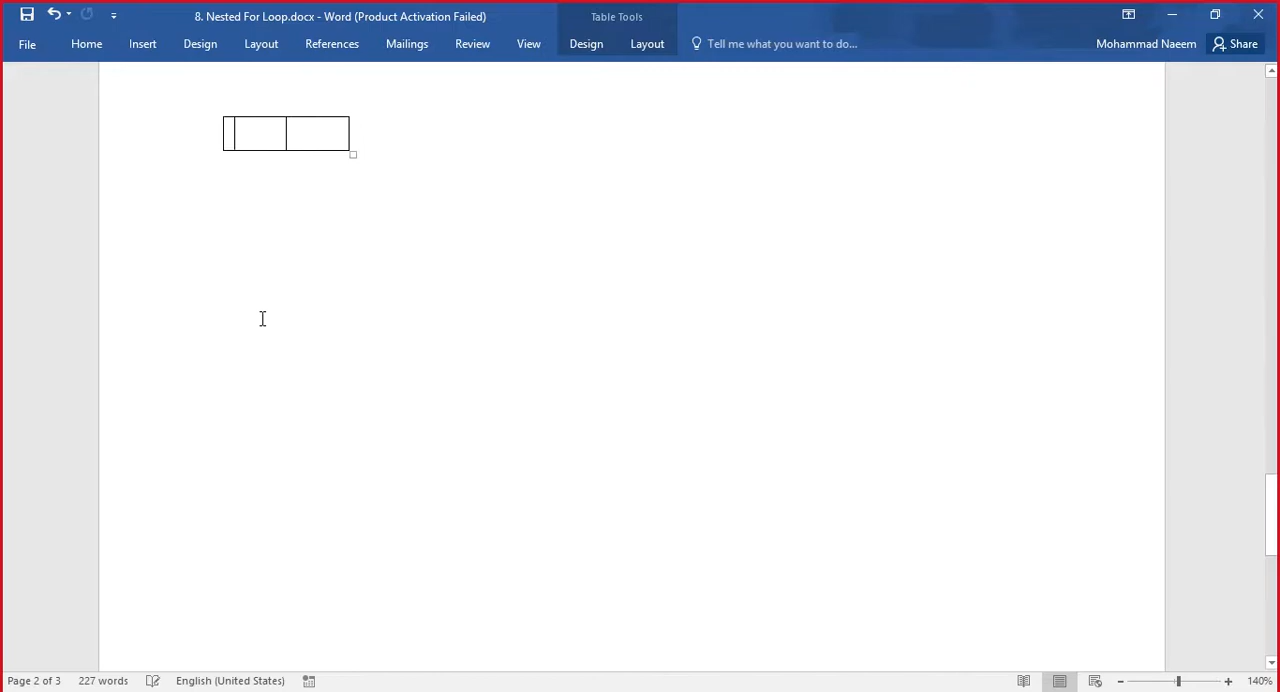 8. Nested For Loop.docx - Word (Product Activation Failed)
Table Tools
File
Home
Insert
Design
Layout
References
Mailings
Review
View
Design
Layout
Tell me what you want to do...
Mohammad Naeem
Share
Page 2 of 3
227 words
English (United States)
140%